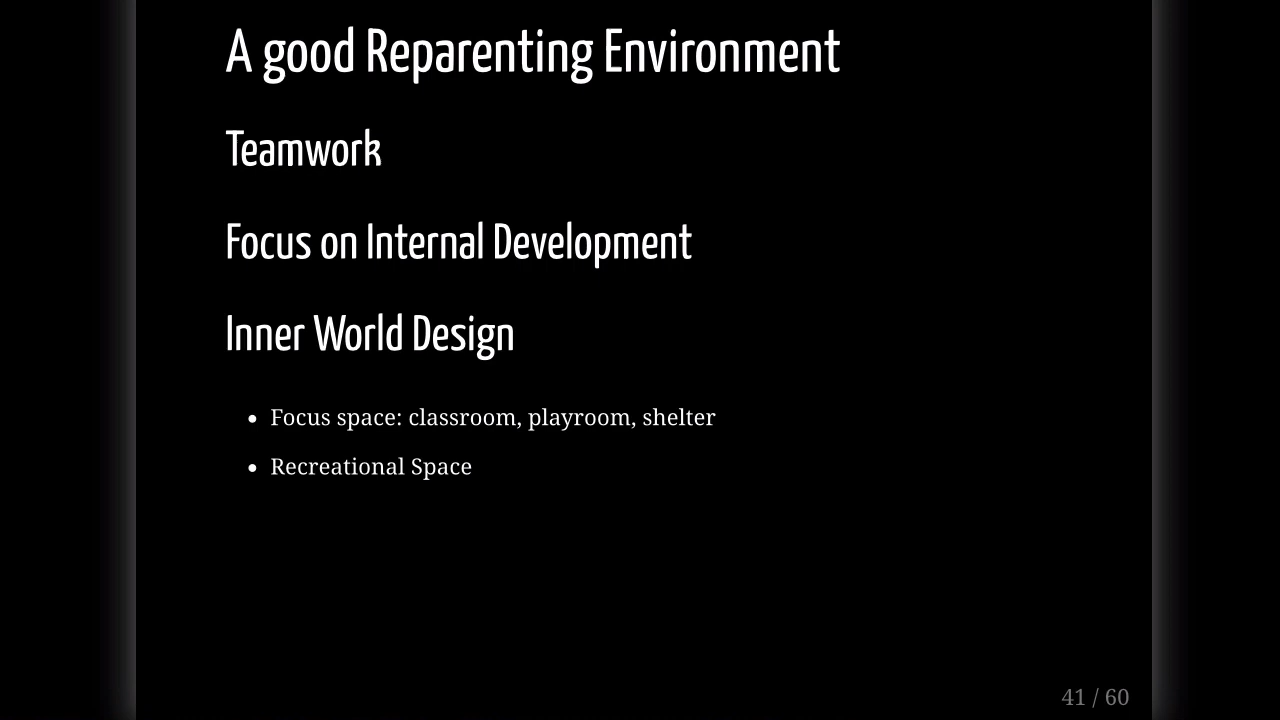 A good Reparenting Environment
Teamwork
Focus on Internal Development
Inner World Design
• Focus space: classroom, playroom, shelter
• Recreational Space
41 / 60